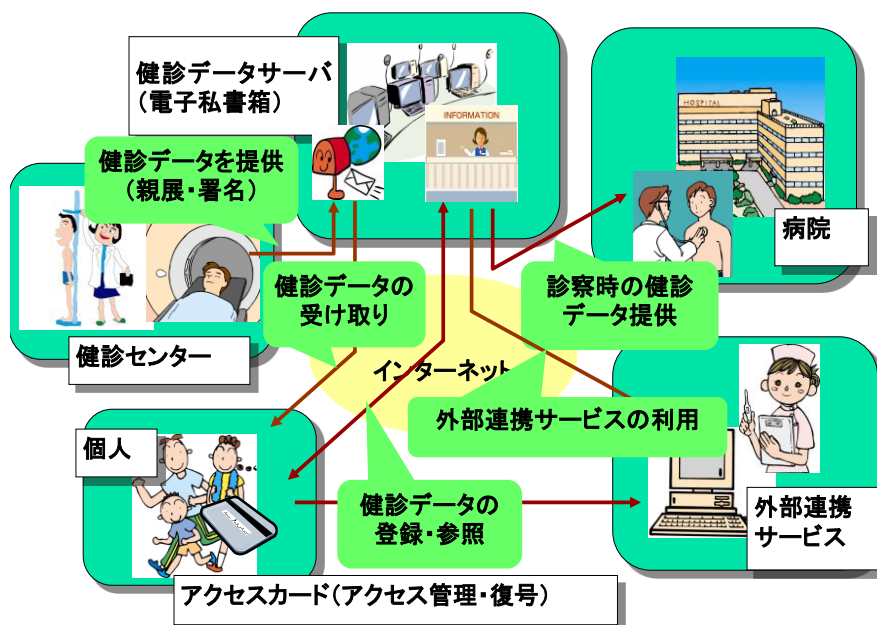 健診データサーバ
（電子私書箱）
INFORMATION
HOSPITAL
健診データを提供
（親展・署名）
病院
健診データの
受け取り
診察時の健診
データ提供
健診センター
インターネット
外部連携サービスの利用
個人
健診データの
登録・参照
外部連携
サービス
アクセスカード（アクセス管理・復号）